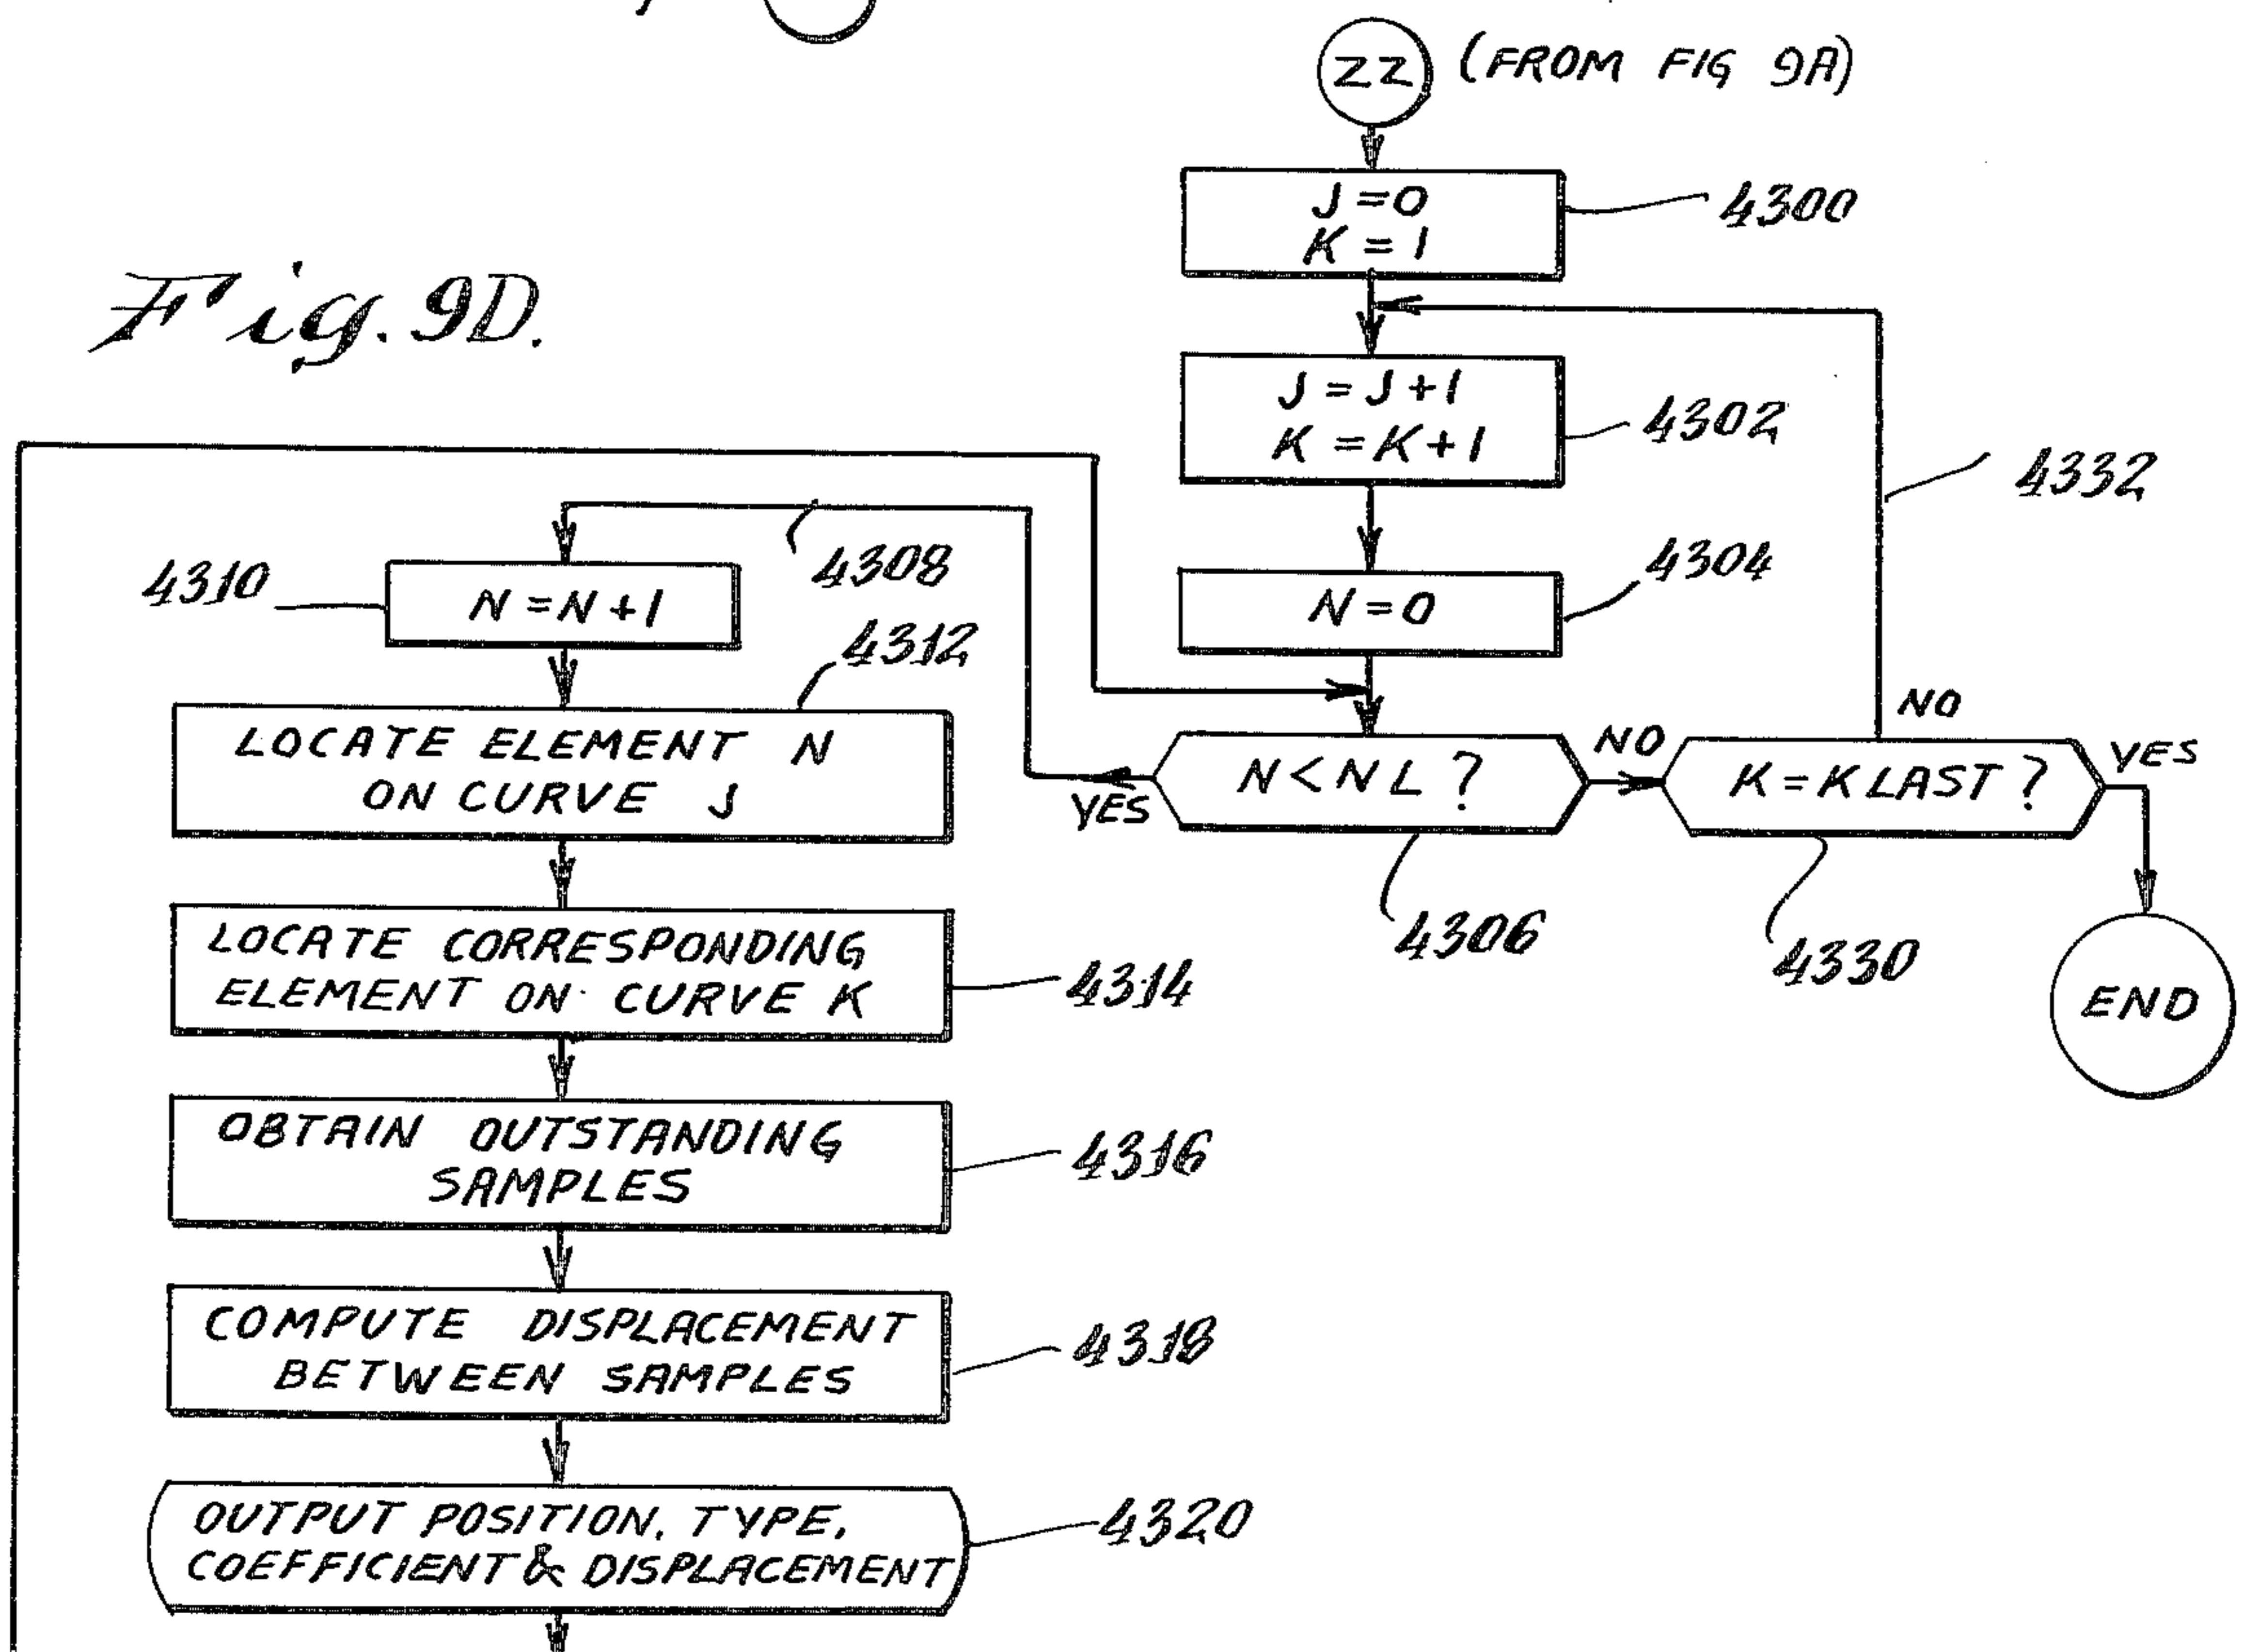 ZZ (FROM FIG 9A)
J = 0
K = 1
4300
Fig. 9D.
J = J + 1
K = K + 1
4302
4332
4308
4304
4310
N = N + 1
N = 0
4312
LOCATE ELEMENT N
ON CURVE J
N < NL ?
YES
NO
K = K LAST ?
NO
YES
4306
4330
END
LOCATE CORRESPONDING
ELEMENT ON CURVE K
4314
OBTAIN OUTSTANDING
SAMPLES
4316
COMPUTE DISPLACEMENT
BETWEEN SAMPLES
4318
OUTPUT POSITION, TYPE,
COEFFICIENT & DISPLACEMENT
4320